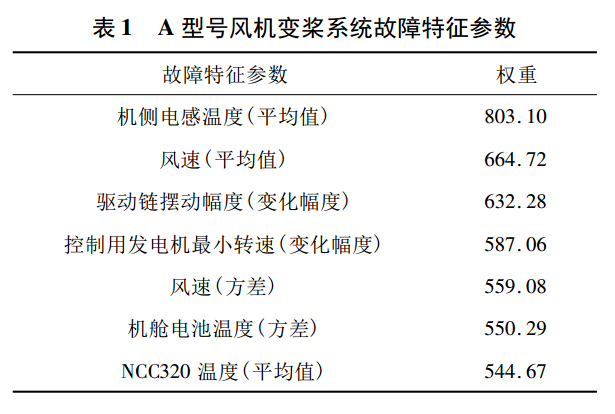 表 1 A 型号风机变桨系统故障特征参数
故障特征参数 权重
机侧电感温度(平均值) 803.10
风速(平均值) 664.72
驱动链摆动幅度(变化幅度) 632.28
控制用发电机最小转速(变化幅度) 587.06
风速(方差) 559.08
机舱电池温度(方差) 550.29
NCC320 温度(平均值) 544.67